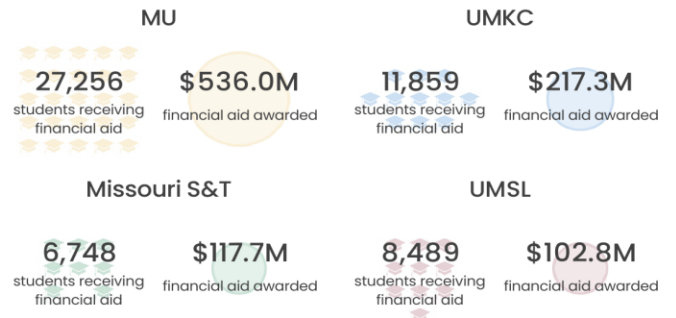 MU
27,256
students receiving
financial aid
$536.0M
financial aid awarded
UMKC
11,859
students receiving
financial aid
$217.3M
financial aid awarded
Missouri S&T
6,748
students receiving
financial aid
$117.7M
financial aid awarded
UMSL
8,489
students receiving
financial aid
$102.8M
financial aid awarded